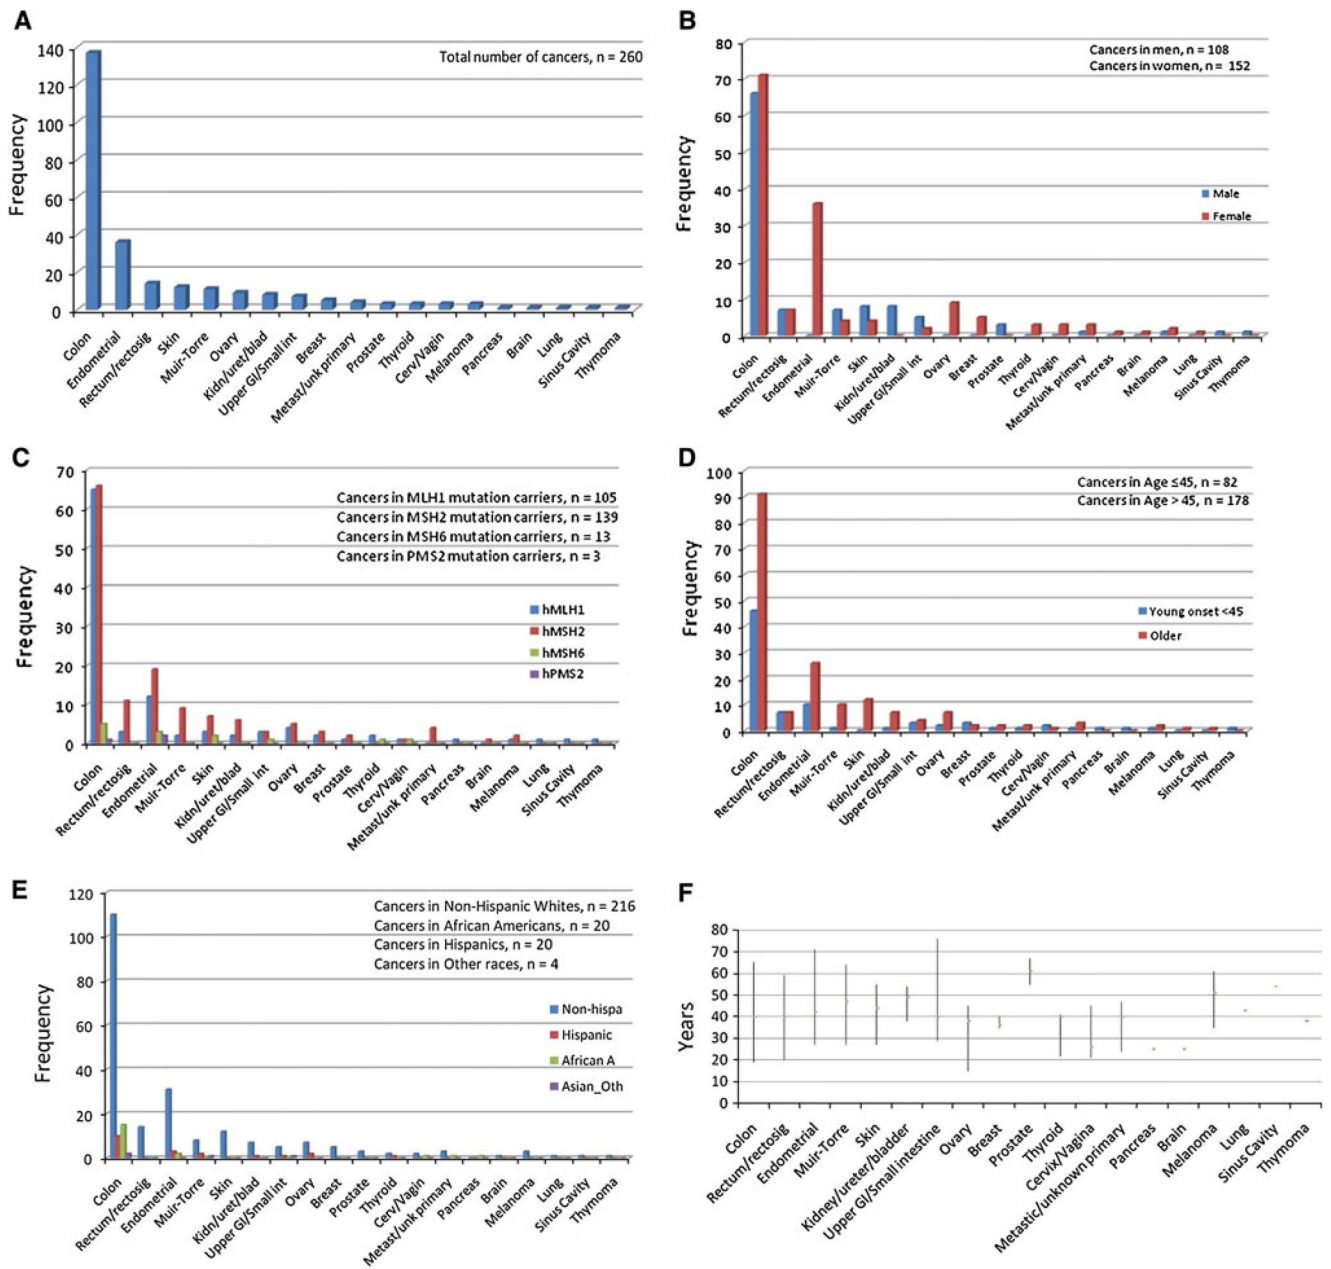 A
Total number of cancers, n = 260
Frequency
140
120
100
80
60
40
20
0
Colon
Endometrial
Rectum/rectosig
Skin
Muir-Torre
Ovary
Kidn/uret/blad
Upper GI/Small int
Breast
Metast/unk primary
Prostate
Thyroid
Cerv/Vagin
Melanoma
Pancreas
Brain
Lung
Sinus Cavity
Thymoma
B
Cancers in men, n = 108
Cancers in women, n = 152
Frequency
80
70
60
50
40
30
20
10
0
Male
Female
Colon
Rectum/rectosig
Endometrial
Muir-Torre
Skin
Kidn/uret/blad
Upper GI/Small int
Ovary
Breast
Prostate
Thyroid
Cerv/Vagin
Metast/unk primary
Pancreas
Brain
Melanoma
Lung
Sinus Cavity
Thymoma
C
Cancers in MLH1 mutation carriers, n = 105
Cancers in MSH2 mutation carriers, n = 139
Cancers in MSH6 mutation carriers, n = 13
Cancers in PMS2 mutation carriers, n = 3
Frequency
70
60
50
40
30
20
10
0
hMLH1
hMSH2
hMSH6
hPMS2
Colon
Rectum/rectosig
Endometrial
Muir-Torre
Skin
Kidn/uret/blad
Upper GI/Small int
Ovary
Breast
Prostate
Thyroid
Cerv/Vagin
Metast/unk primary
Pancreas
Brain
Melanoma
Lung
Sinus Cavity
Thymoma
D
Cancers in Age ≤45, n = 82
Cancers in Age > 45, n = 178
Frequency
100
90
80
70
60
50
40
30
20
10
0
Young onset <45
Older
Colon
Rectum/rectosig
Endometrial
Muir-Torre
Skin
Kidn/uret/blad
Upper GI/Small int
Ovary
Breast
Prostate
Thyroid
Cerv/Vagin
Metast/unk primary
Pancreas
Brain
Melanoma
Lung
Sinus Cavity
Thymoma
E
Cancers in Non-Hispanic Whites, n = 216
Cancers in African Americans, n = 20
Cancers in Hispanics, n = 20
Cancers in Other races, n = 4
Frequency
120
100
80
60
40
20
0
Non-hispa
Hispanic
African A
Asian_Oth
Colon
Rectum/rectosig
Endometrial
Muir-Torre
Skin
Kidn/uret/blad
Upper GI/Small int
Ovary
Breast
Prostate
Thyroid
Cerv/Vagin
Metast/unk primary
Pancreas
Brain
Melanoma
Lung
Sinus Cavity
Thymoma
F
Years
80
70
60
50
40
30
20
10
0
Colon
Rectum/rectosig
Endometrial
Muir-Torre
Skin
Kidney/ureter/bladder
Upper GI/Small intestine
Ovary
Breast
Prostate
Thyroid
Cervix/Vagina
Metastic/unknown primary
Pancreas
Brain
Melanoma
Lung
Sinus Cavity
Thymoma